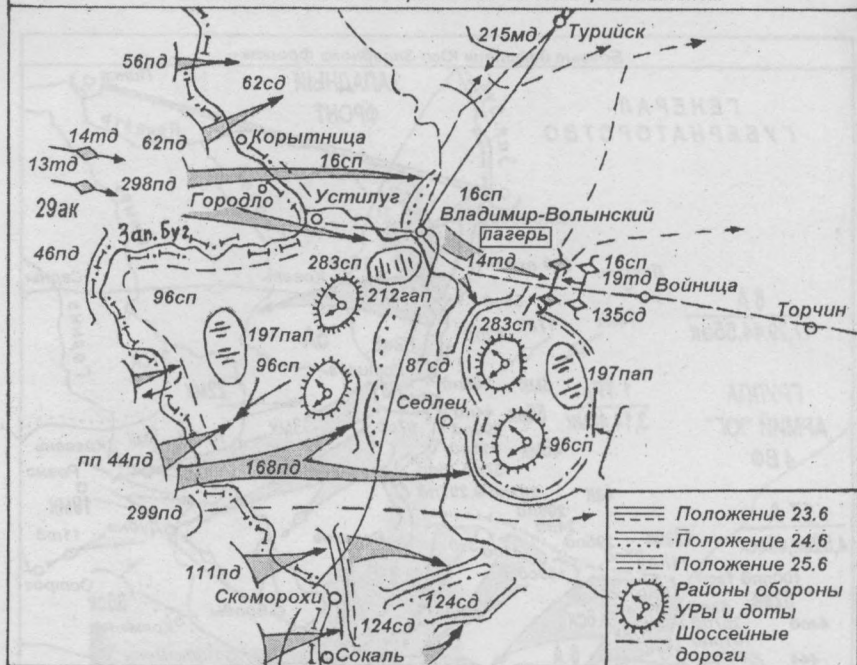 215мд
Турийск
56пд
62сд
14тд
62пд
Корытница
13тд
16сп
298пд
29ак
Городло
Устилуг
16сп
Владимир-Волынский
лагерь
Зап. Буг
46пд
283сп
14тд
16сп
19тд
Войница
96сп
212гап
135сд
Торчин
283сп
197пап
87сд
197пап
96сп
Седлец
96сп
пп 44пд
168пд
299пд
Положение 23.6
Положение 24.6
Положение 25.6
Районы обороны
УРы и доты
Шоссейные
дороги
111пд
Скоморохи
124сд
124сд
Сокаль